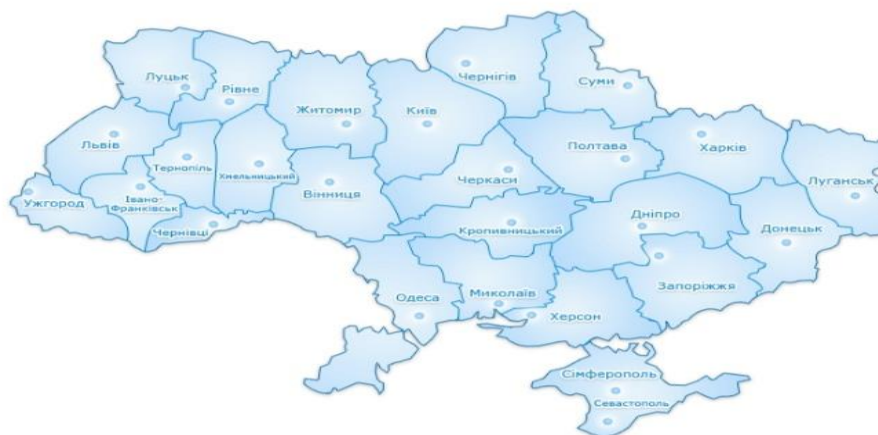 Луцьк
Рівне
Житомир
Київ
Чернігів
Суми
Львів
Тернопіль
Хмельницький
Вінниця
Черкаси
Полтава
Харків
Луганськ
Ужгород
Івано-
Франківськ
Чернівці
Кропивницький
Дніпро
Донецьк
Запоріжжя
Одеса
Миколаїв
Херсон
Сімферополь
Севастополь